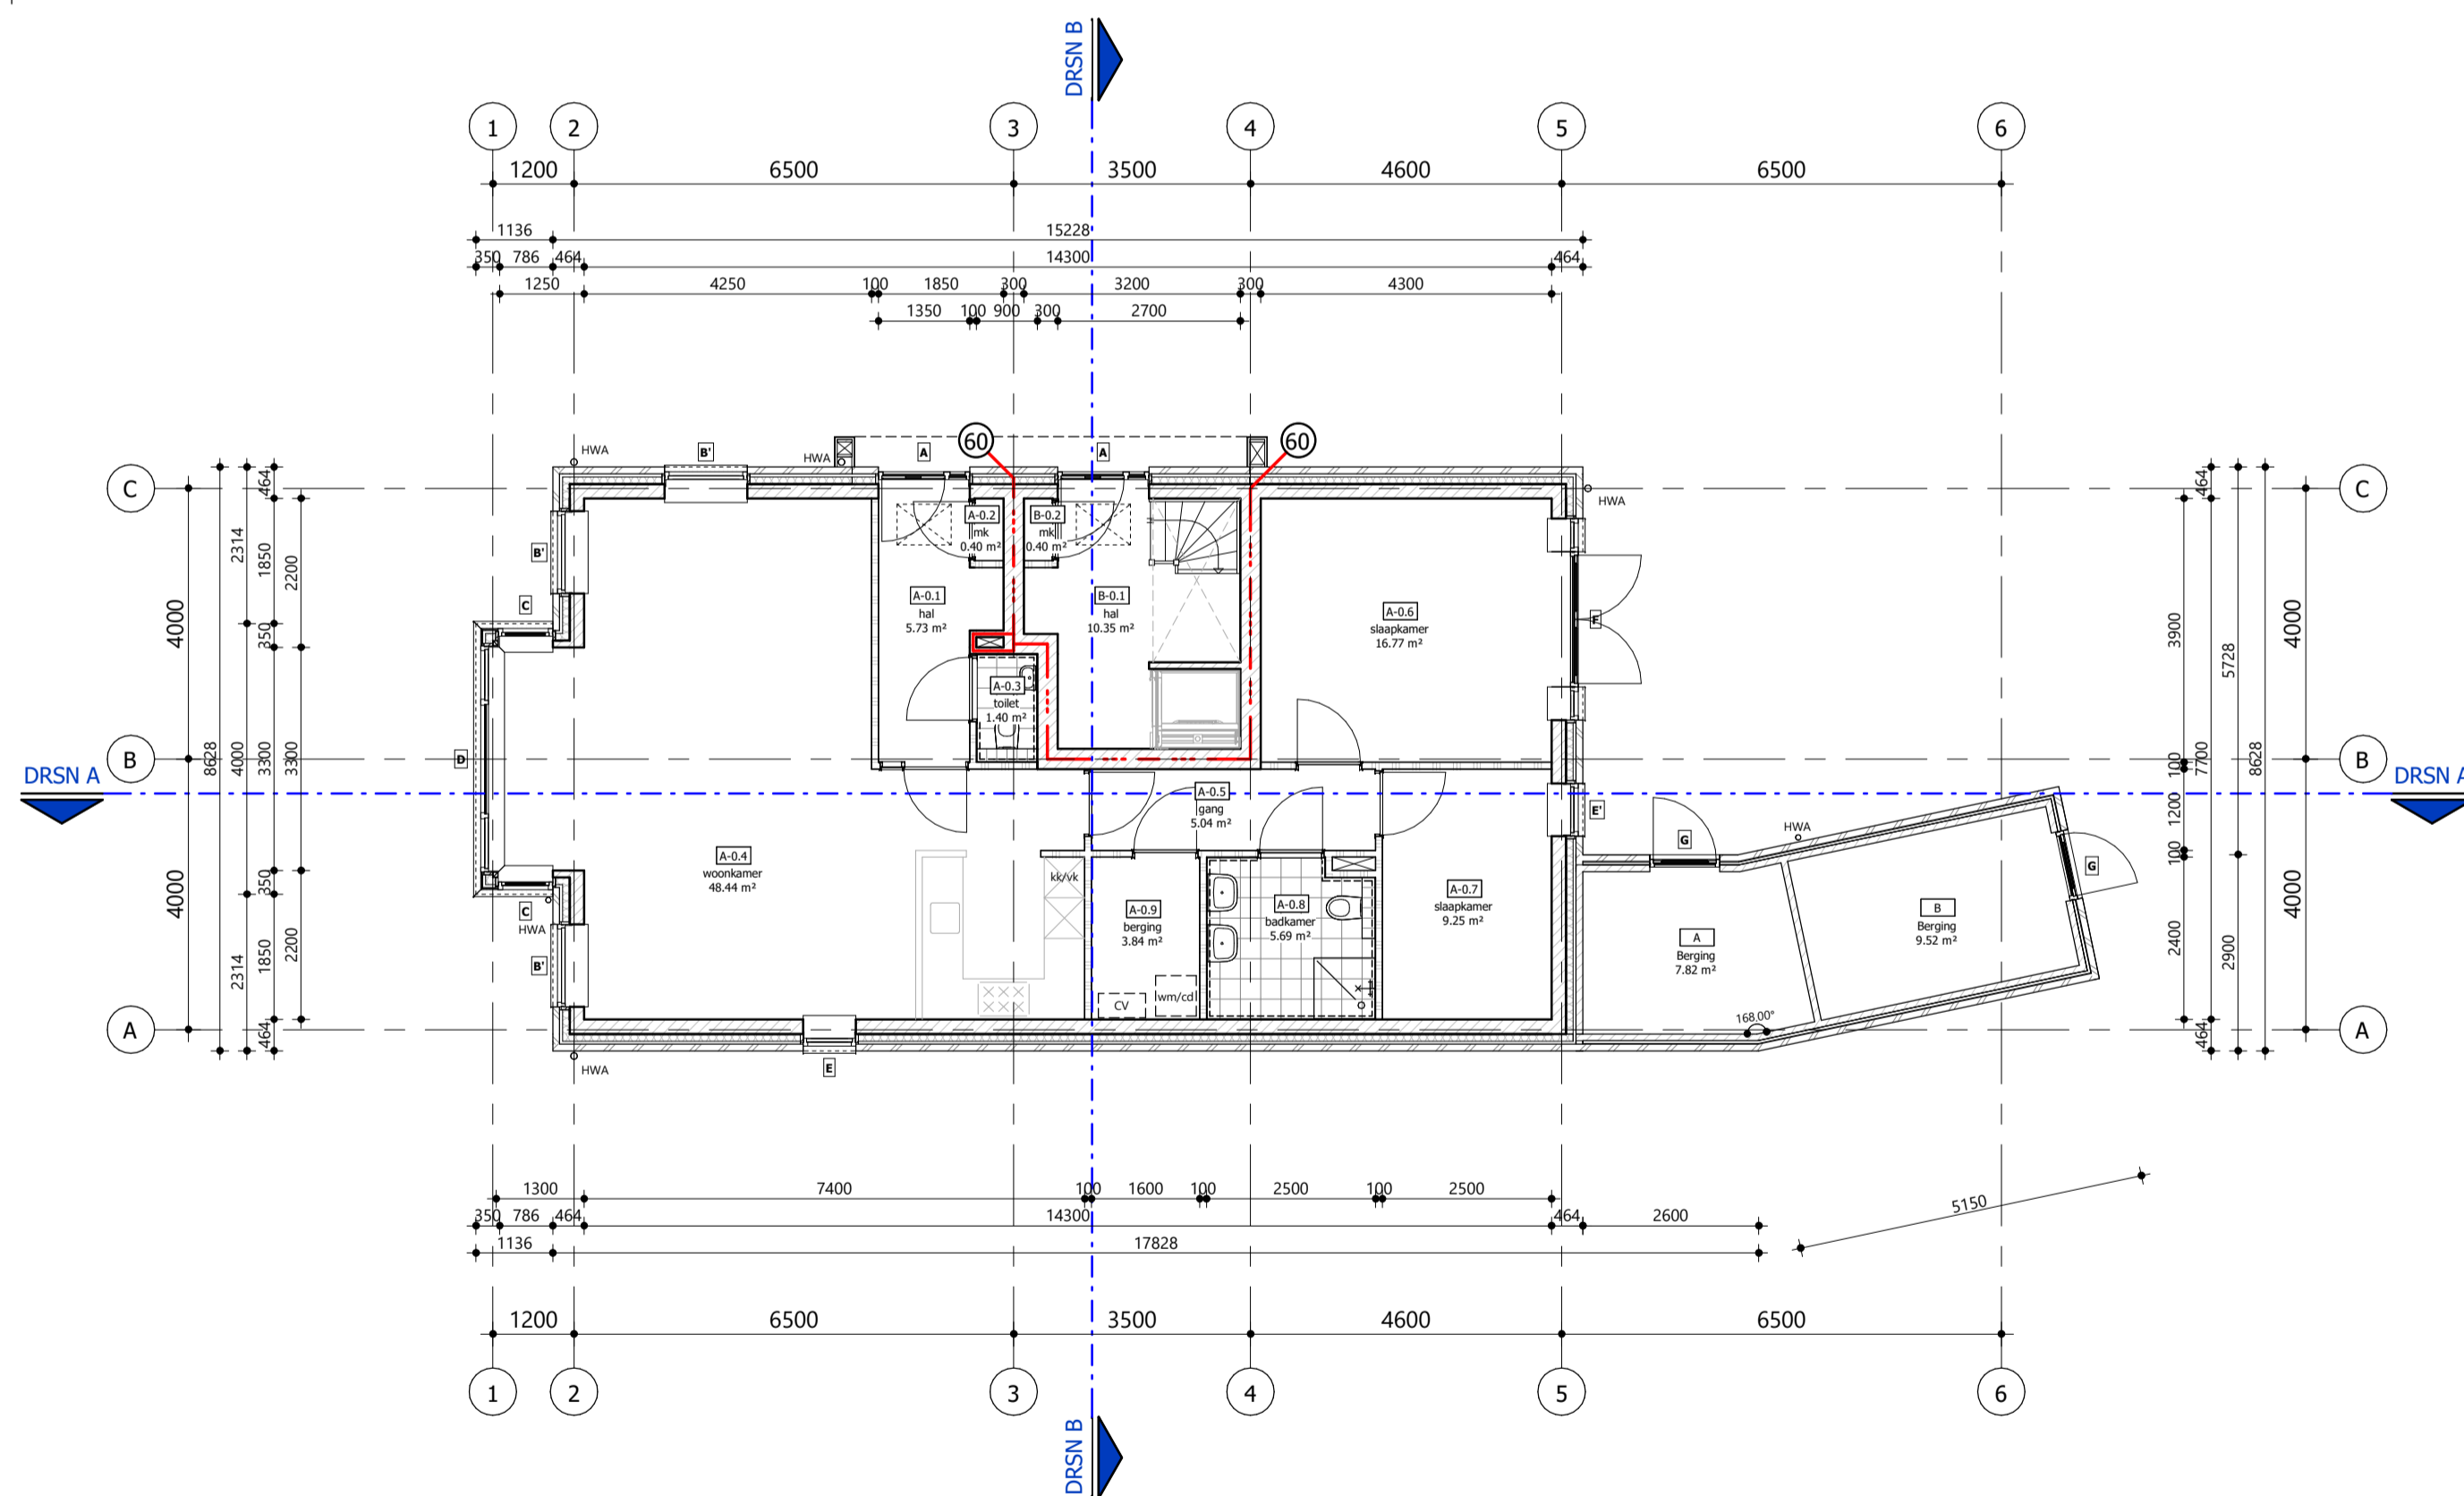 DRSN B
1 2 3 4 5 6
1200 6500 3500 4600 6500
1136 15228
350 786 464 14300 464
1250 4250 100 1850 300 3200 300 4300
1350 100 900 300 2700
60 60
HWA B' HWA A A
C C
HWA
464 464
B'
A-0.2
mk
0.40 m²
B-0.2
mk
0.40 m²
2314 1850 2200
4000
A-0.1
hal
5.73 m²
B-0.1
hal
10.35 m²
A-0.6
slaapkamer
16.77 m²
F
C
350
3900 5728 4000
A-0.3
toilet
1.40 m²
B D B
8628 4000 3300 3300
100 7700 8628
DRSN A DRSN A
A-0.5
gang
5.04 m²
E'
1200
G HWA G
100
A-0.4
woonkamer
48.44 m²
kk/vk
350
C
HWA
A-0.9
berging
3.84 m²
A-0.8
badkamer
5.69 m²
A-0.7
slaapkamer
9.25 m²
A
Berging
7.82 m²
B
Berging
9.52 m²
4000 2314 1850 2200
B'
2400 2900 4000
CV wm/cd
168.00°
A A
464 464
HWA E
1300 7400 100 1600 100 2500 100 2500
350 786 464 14300 464 2600
5150
1136 17828
1200 6500 3500 4600 6500
1 2 3 4 5 6
DRSN B